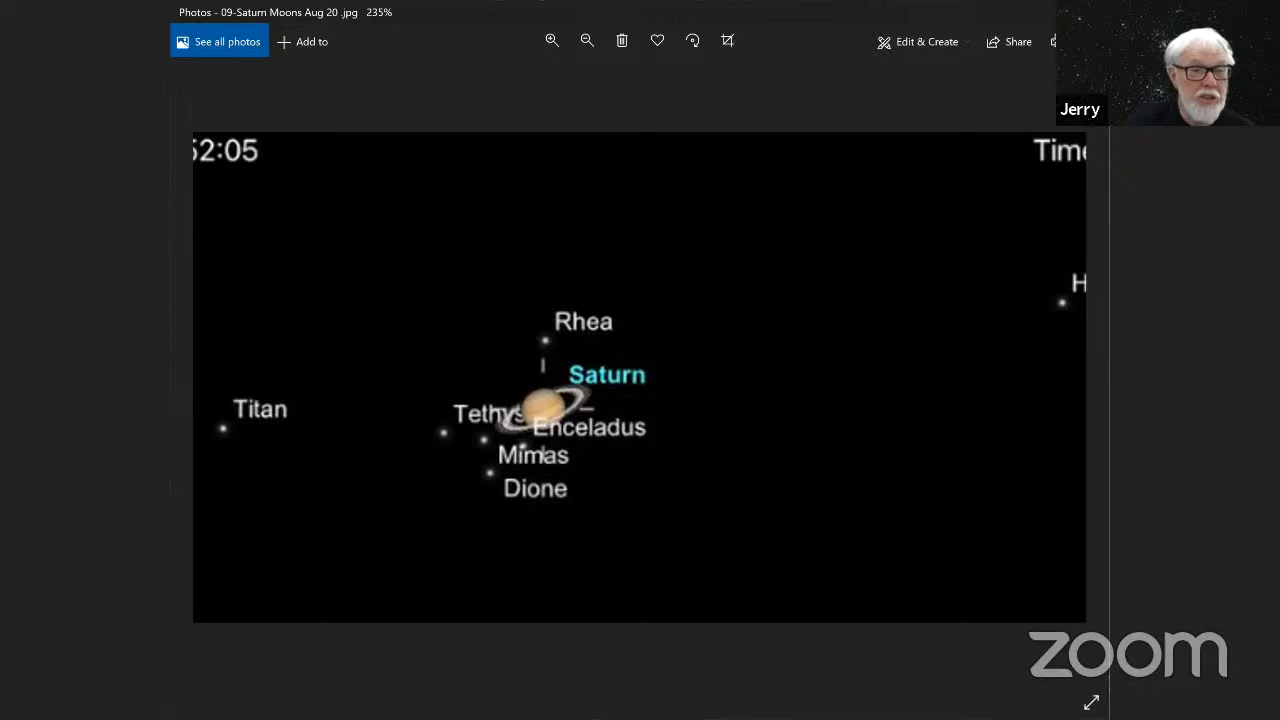 Photos - 09-Saturn Moons Aug 20 .jpg 235%
See all photos
Add to
Edit & Create
Share
Jerry
52:05
Time
H
Rhea
Saturn
Titan
Tethys
Enceladus
Mimas
Dione
zoom